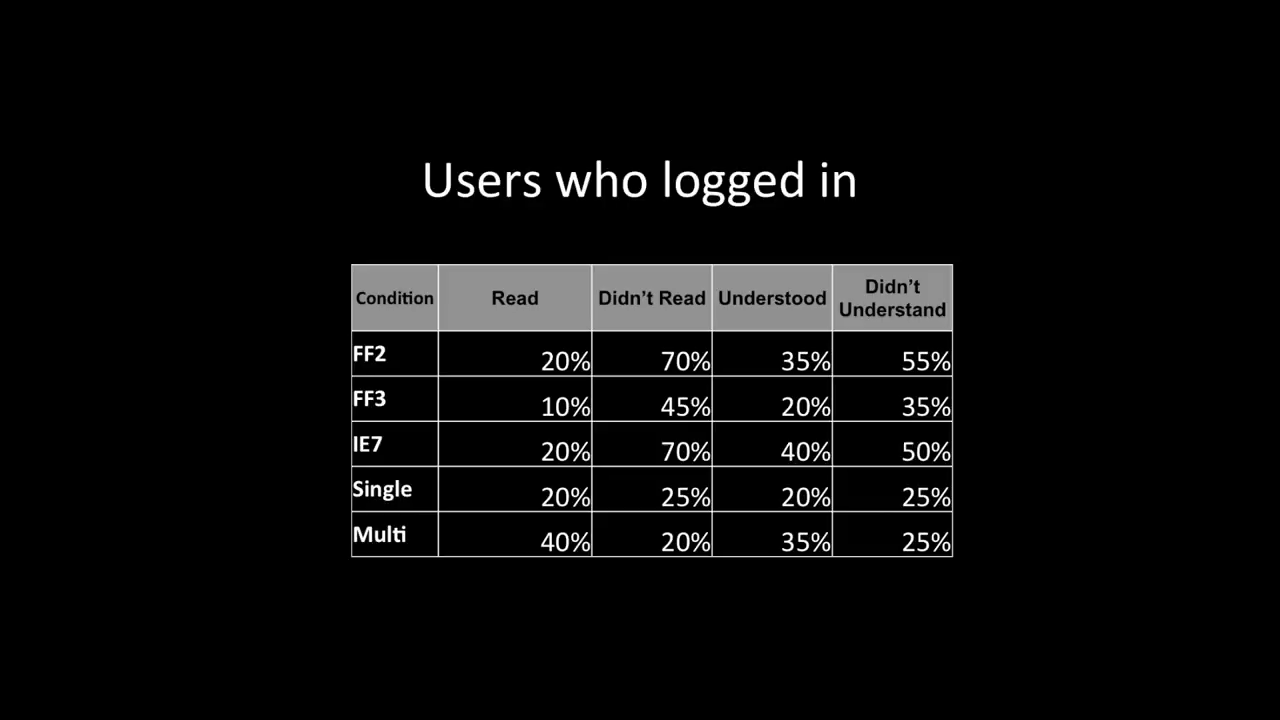 Users who logged in
Condition Read Didn't Read Understood Didn't Understand
FF2 20% 70% 35% 55%
FF3 10% 45% 20% 35%
IE7 20% 70% 40% 50%
Single 20% 25% 20% 25%
Multi 40% 20% 35% 25%